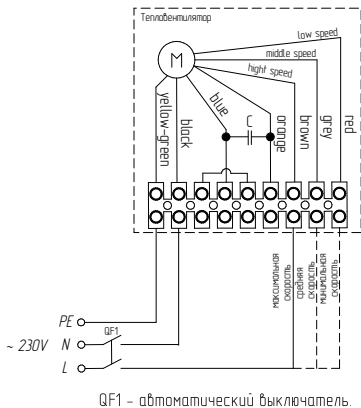 Тепловентилятор
low speed
middle speed
hight speed
M
yellow-green
black
blue
C
orange
brown
grey
red
максимальная
скорость
средняя
скорость
минимальная
скорость
PE
QF1
~ 230V N
L
QF1 - автоматический выключатель.